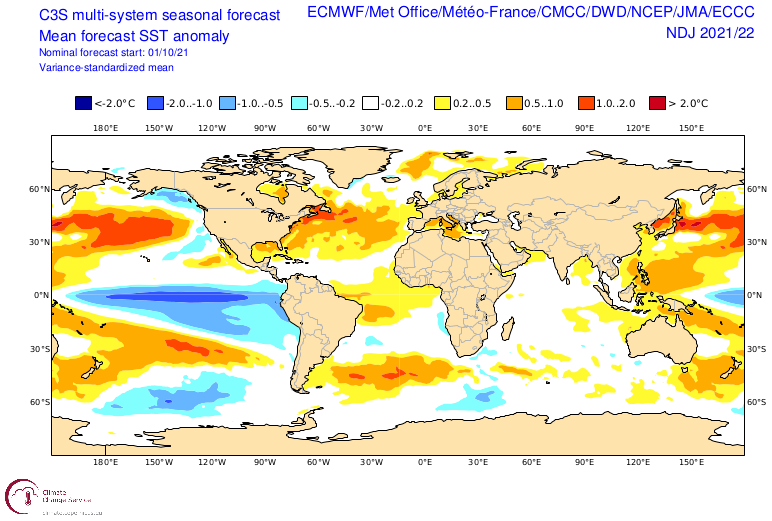 C3S multi-system seasonal forecast
ECMWF/Met Office/Météo-France/CMCC/DWD/NCEP/JMA/ECCC
Mean forecast SST anomaly
NDJ 2021/22
Nominal forecast start: 01/10/21
Variance-standardized mean
<-2.0°C -2.0..-1.0 -1.0..-0.5 -0.5..-0.2 -0.2..0.2 0.2..0.5 0.5..1.0 1.0..2.0 > 2.0°C
180°E 150°W 120°W 90°W 60°W 30°W 0°E 30°E 60°E 90°E 120°E 150°E
60°N 60°N
30°N 30°N
0°N 0°N
30°S 30°S
60°S 60°S
180°E 150°W 120°W 90°W 60°W 30°W 0°E 30°E 60°E 90°E 120°E 150°E
Climate
Change Service